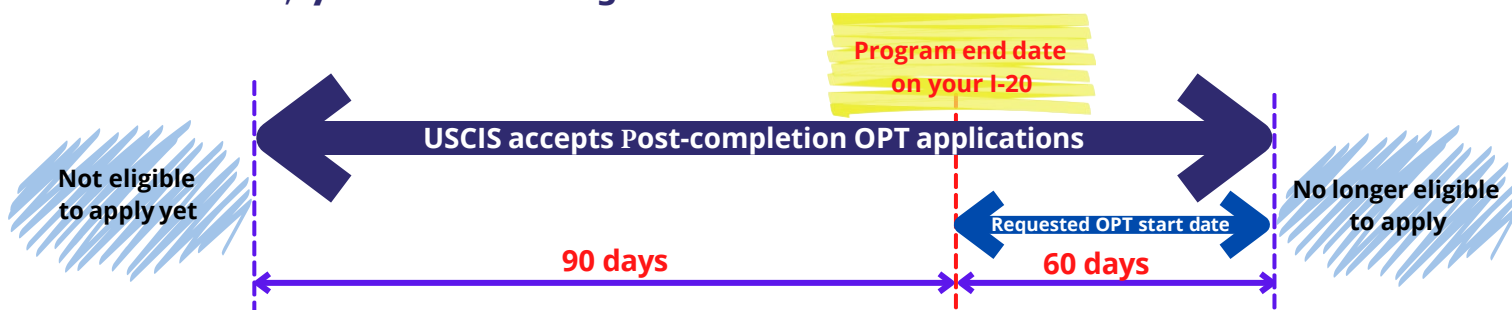 Program end date
on your I-20
USCIS accepts Post-completion OPT applications
Not eligible
to apply yet
No longer eligible
to apply
Requested OPT start date
90 days
60 days